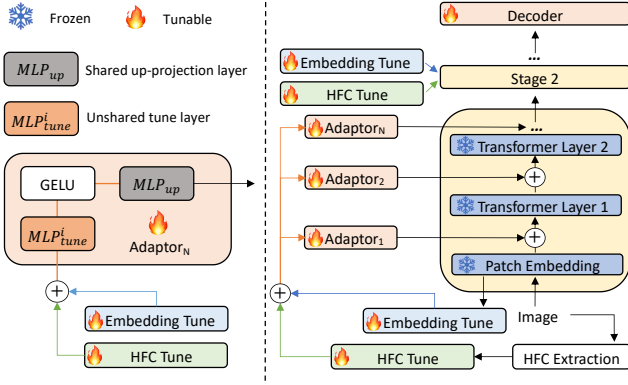 Frozen
Tunable
MLP_up
Shared up-projection layer
MLP^i_tune
Unshared tune layer
GELU
MLP_up
MLP^i_tune
Adaptor_N
Embedding Tune
HFC Tune
Decoder
...
Embedding Tune
HFC Tune
Stage 2
Adaptor_N
...
Transformer Layer 2
Adaptor_2
Transformer Layer 1
Adaptor_1
Patch Embedding
Embedding Tune
Image
HFC Tune
HFC Extraction